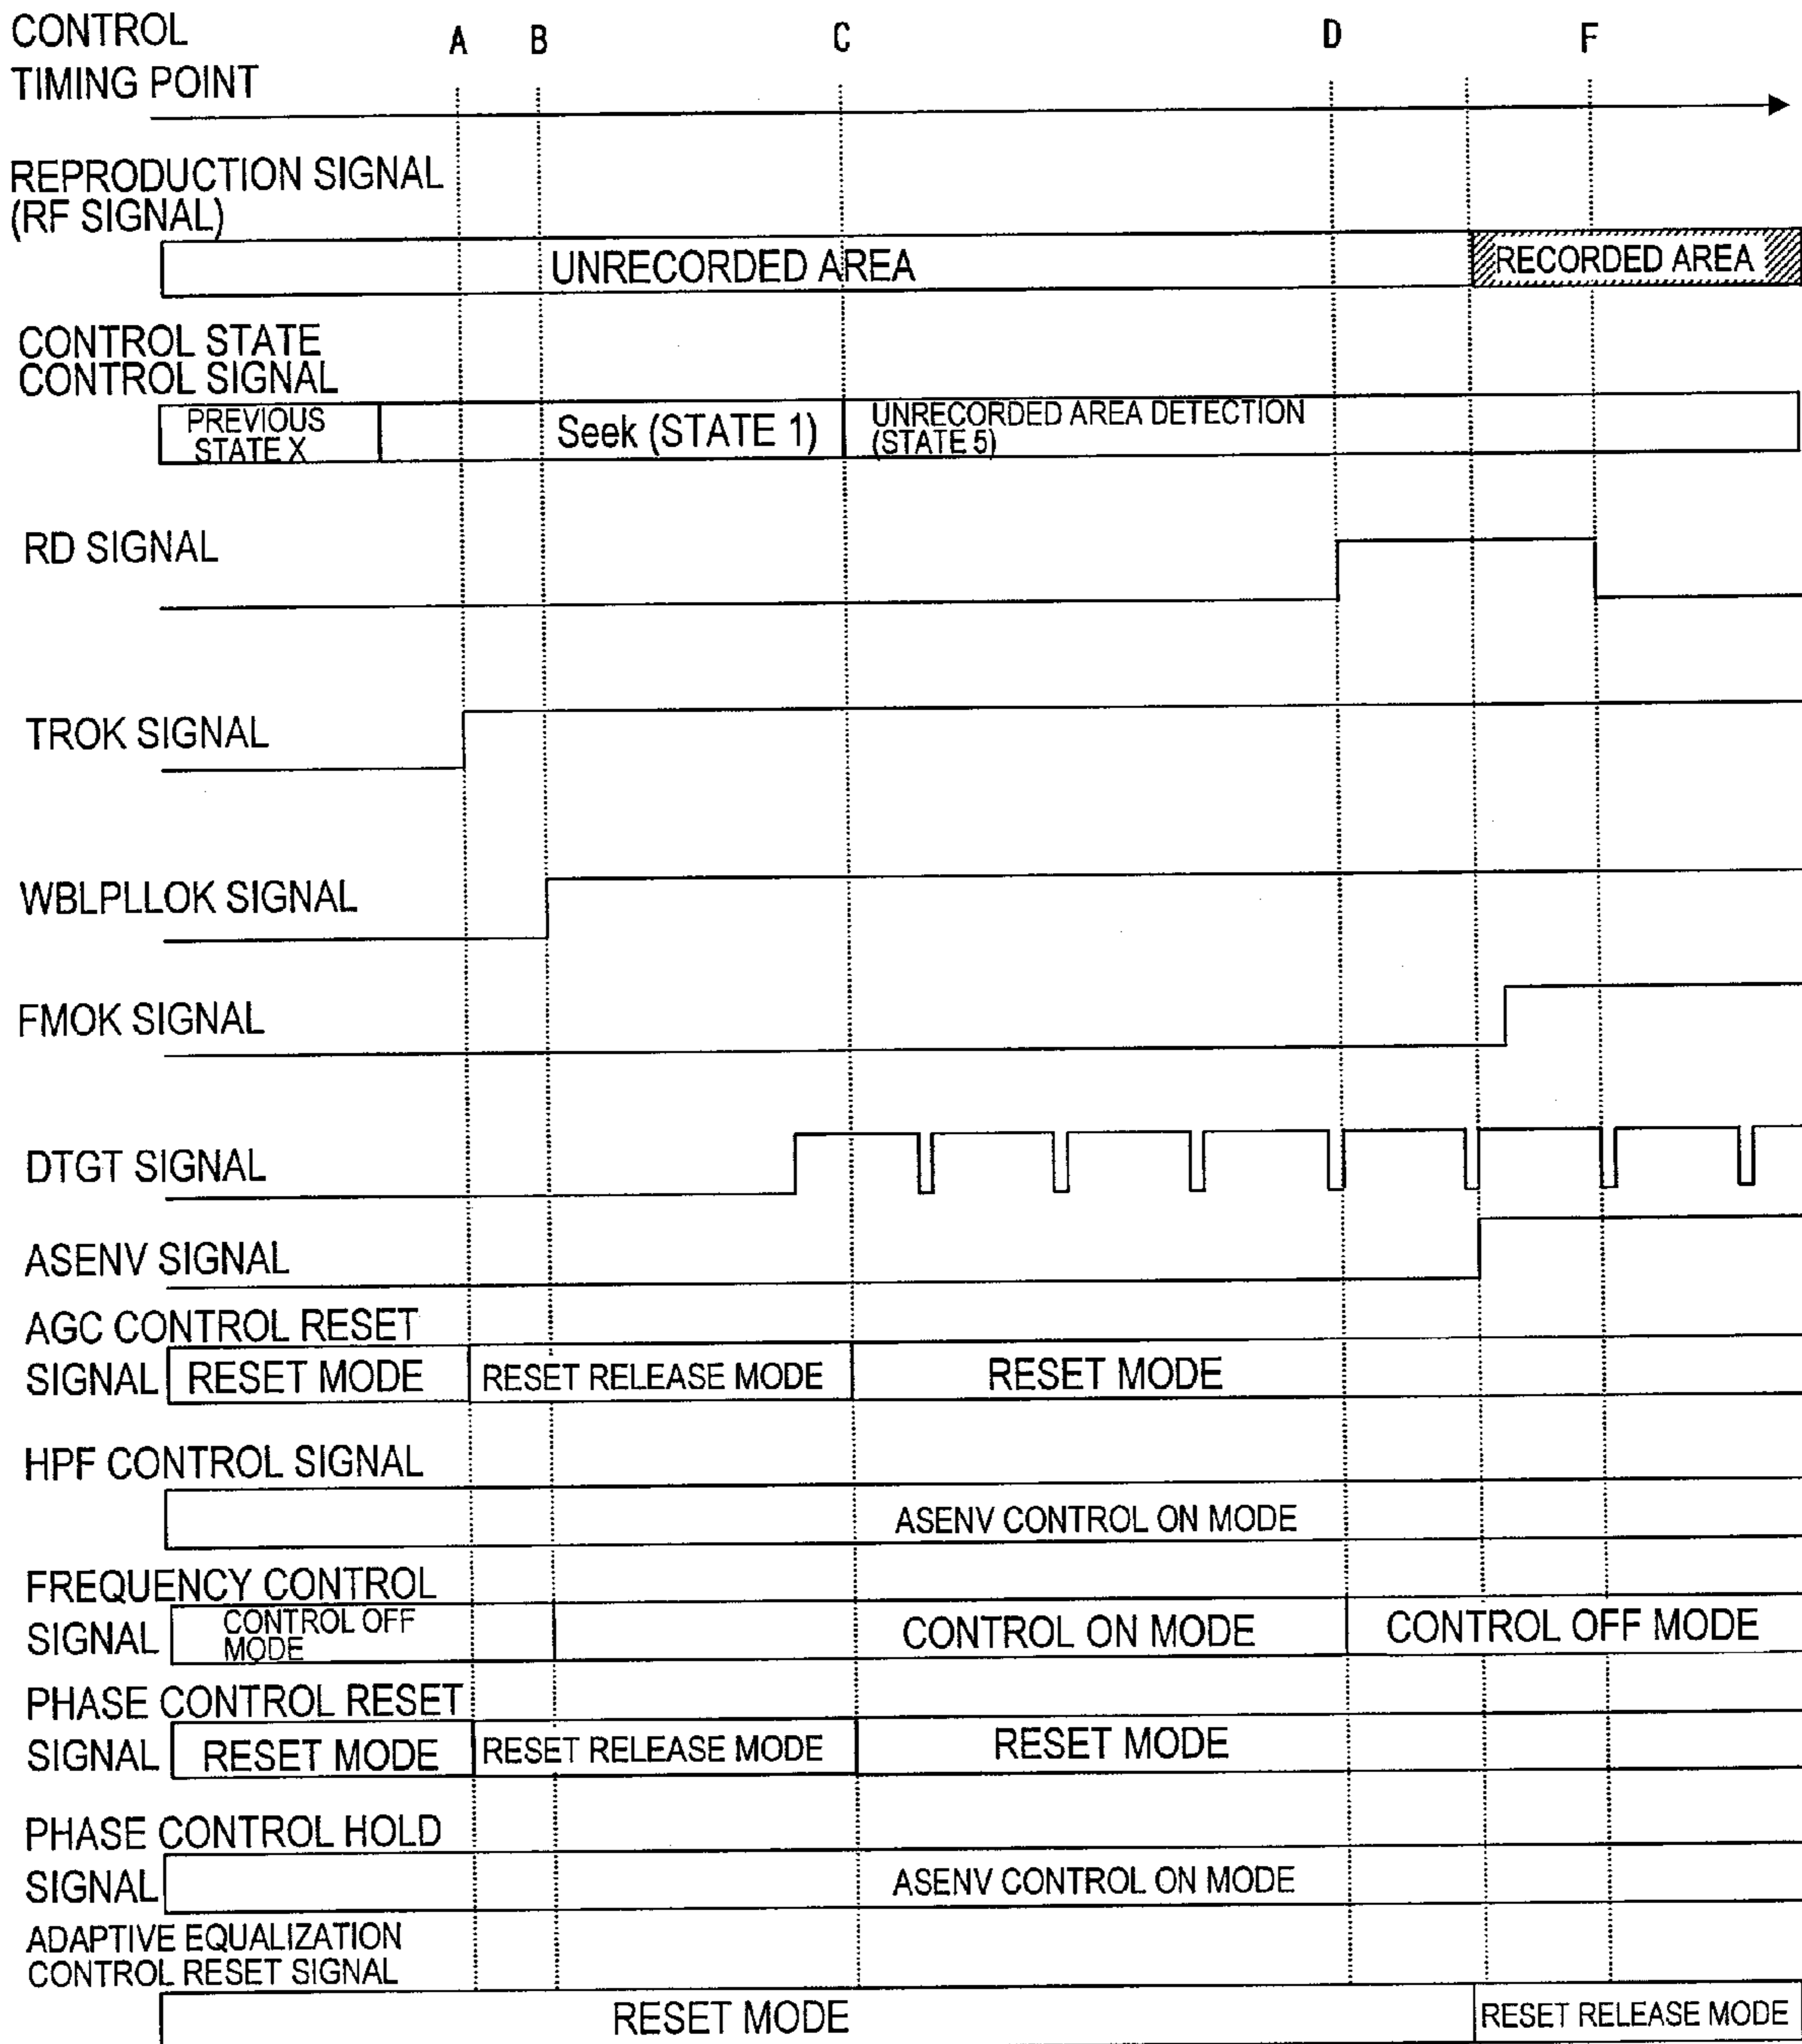 CONTROL
TIMING POINT
A B C D F
REPRODUCTION SIGNAL
(RF SIGNAL)
UNRECORDED AREA RECORDED AREA
CONTROL STATE
CONTROL SIGNAL
PREVIOUS
STATE X
Seek (STATE 1)
UNRECORDED AREA DETECTION
(STATE 5)
RD SIGNAL
TROK SIGNAL
WBLPLLOK SIGNAL
FMOK SIGNAL
DTGT SIGNAL
ASENV SIGNAL
AGC CONTROL RESET
SIGNAL RESET MODE RESET RELEASE MODE RESET MODE
HPF CONTROL SIGNAL
ASENV CONTROL ON MODE
FREQUENCY CONTROL
SIGNAL
CONTROL OFF
MODE
CONTROL ON MODE CONTROL OFF MODE
PHASE CONTROL RESET
SIGNAL RESET MODE RESET RELEASE MODE RESET MODE
PHASE CONTROL HOLD
SIGNAL ASENV CONTROL ON MODE
ADAPTIVE EQUALIZATION
CONTROL RESET SIGNAL
RESET MODE RESET RELEASE MODE